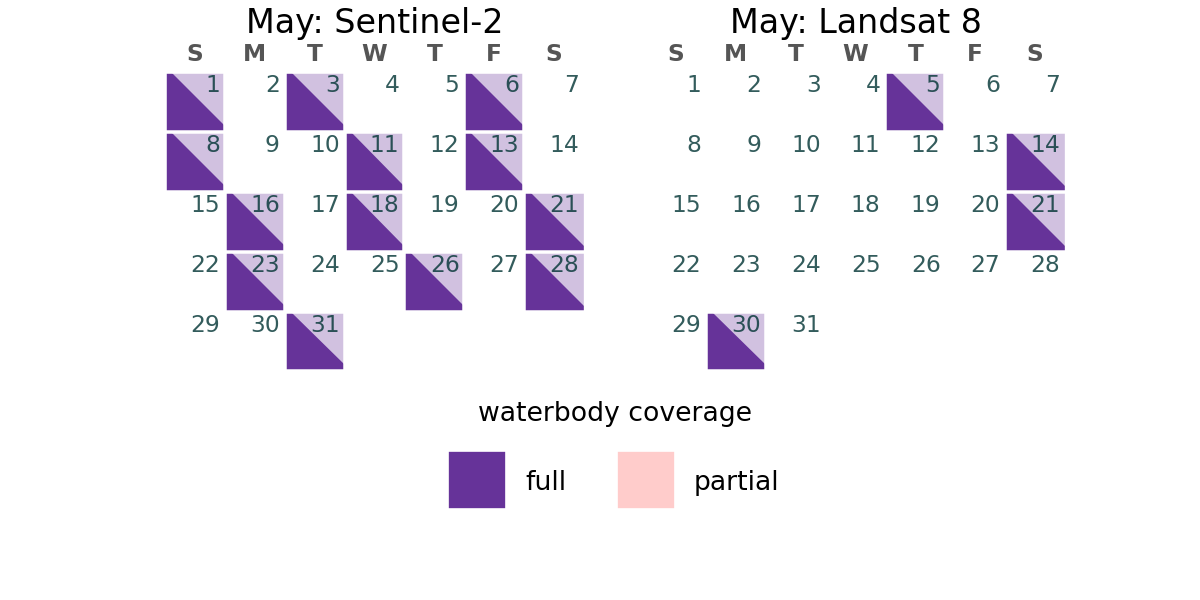 May: Sentinel-2
S M T W T F S
1 2 3 4 5 6 7
8 9 10 11 12 13 14
15 16 17 18 19 20 21
22 23 24 25 26 27 28
29 30 31
May: Landsat 8
S M T W T F S
1 2 3 4 5 6 7
8 9 10 11 12 13 14
15 16 17 18 19 20 21
22 23 24 25 26 27 28
29 30 31
waterbody coverage
full
partial